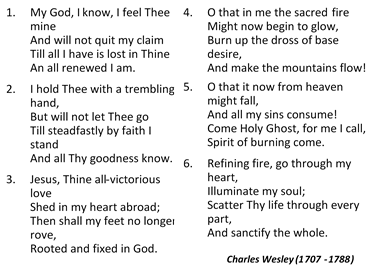 1. My God, I know, I feel Thee
mine
And will not quit my claim
Till all I have is lost in Thine
An all renewed I am.
2. I hold Thee with a trembling
hand,
But will not let Thee go
Till steadfastly by faith I
stand
And all Thy goodness know.
3. Jesus, Thine all-victorious
love
Shed in my heart abroad;
Then shall my feet no longer
rove,
Rooted and fixed in God.
4. O that in me the sacred fire
Might now begin to glow,
Burn up the dross of base
desire,
And make the mountains flow!
5. O that it now from heaven
might fall,
And all my sins consume!
Come Holy Ghost, for me I call,
Spirit of burning come.
6. Refining fire, go through my
heart,
Illuminate my soul;
Scatter Thy life through every
part,
And sanctify the whole.
Charles Wesley (1707 - 1788)